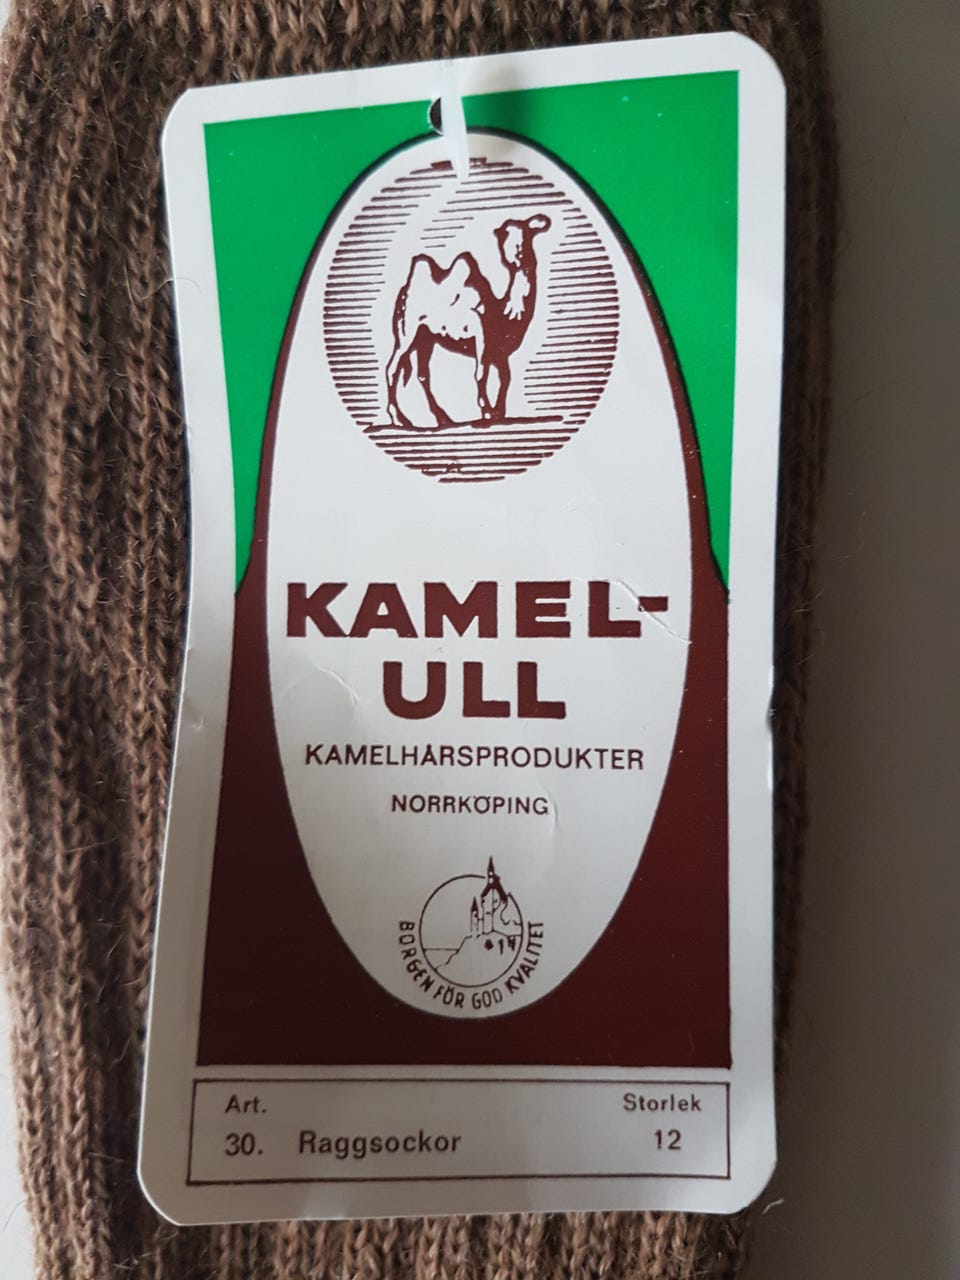 KAMEL-
ULL
KAMELHÅRSPRODUKTER
NORRKÖPING
BORGEN FÖR GOD KVALITET
Art. Storlek
30. Raggsockor 12